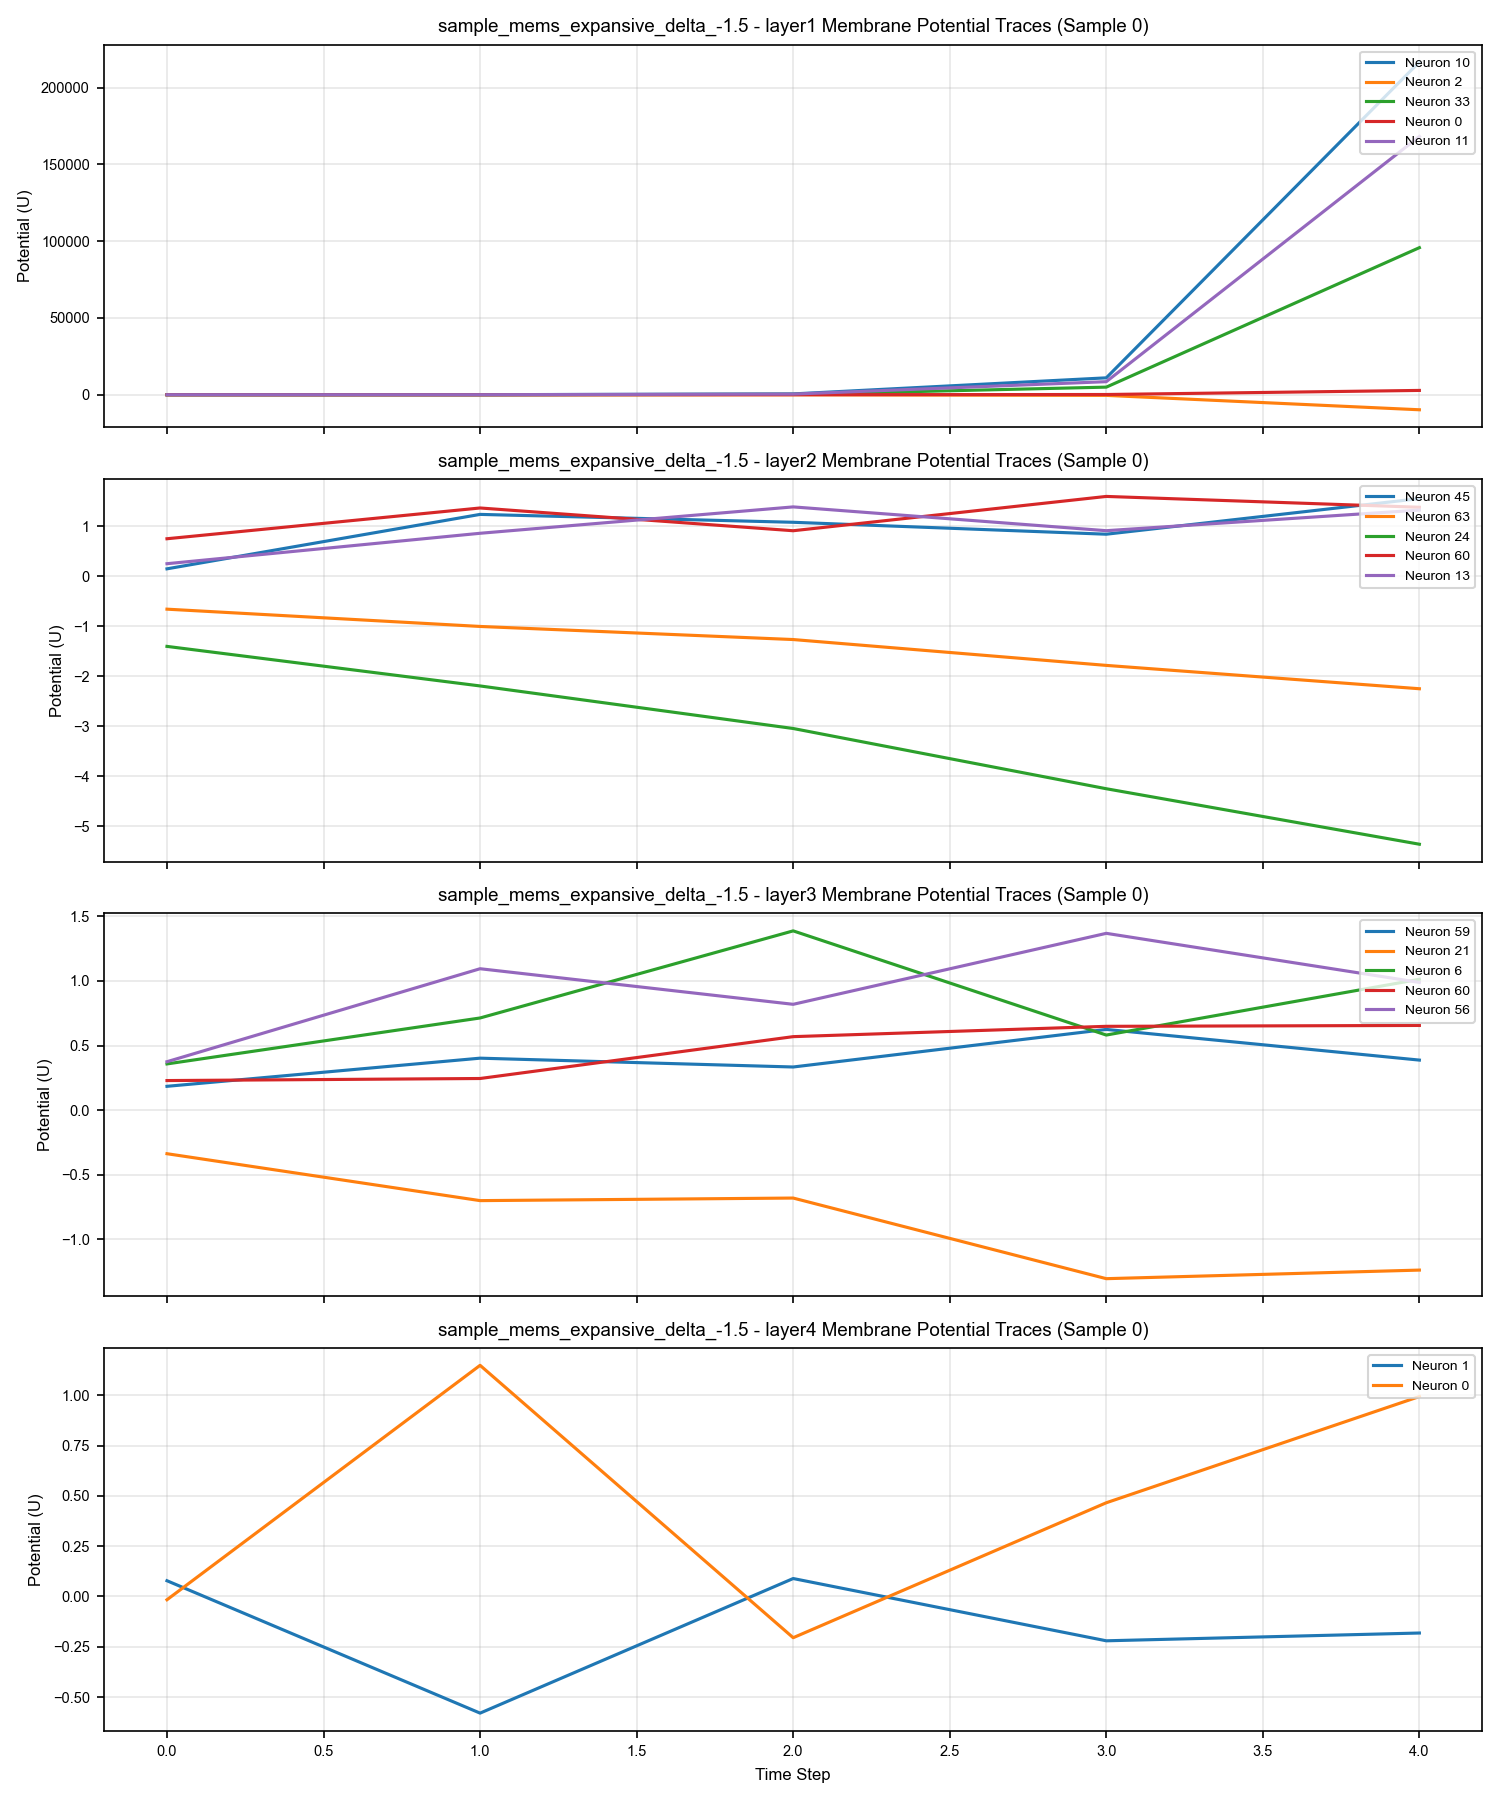 sample_mems_expansive_delta_-1.5 - layer1 Membrane Potential Traces (Sample 0)
Potential (U)
200000
150000
100000
50000
0
Neuron 10
Neuron 2
Neuron 33
Neuron 0
Neuron 11
sample_mems_expansive_delta_-1.5 - layer2 Membrane Potential Traces (Sample 0)
Potential (U)
1
0
−1
−2
−3
−4
−5
Neuron 45
Neuron 63
Neuron 24
Neuron 60
Neuron 13
sample_mems_expansive_delta_-1.5 - layer3 Membrane Potential Traces (Sample 0)
Potential (U)
1.5
1.0
0.5
0.0
−0.5
−1.0
Neuron 59
Neuron 21
Neuron 6
Neuron 60
Neuron 56
sample_mems_expansive_delta_-1.5 - layer4 Membrane Potential Traces (Sample 0)
Potential (U)
1.00
0.75
0.50
0.25
0.00
−0.25
−0.50
Neuron 1
Neuron 0
0.0 0.5 1.0 1.5 2.0 2.5 3.0 3.5 4.0
Time Step